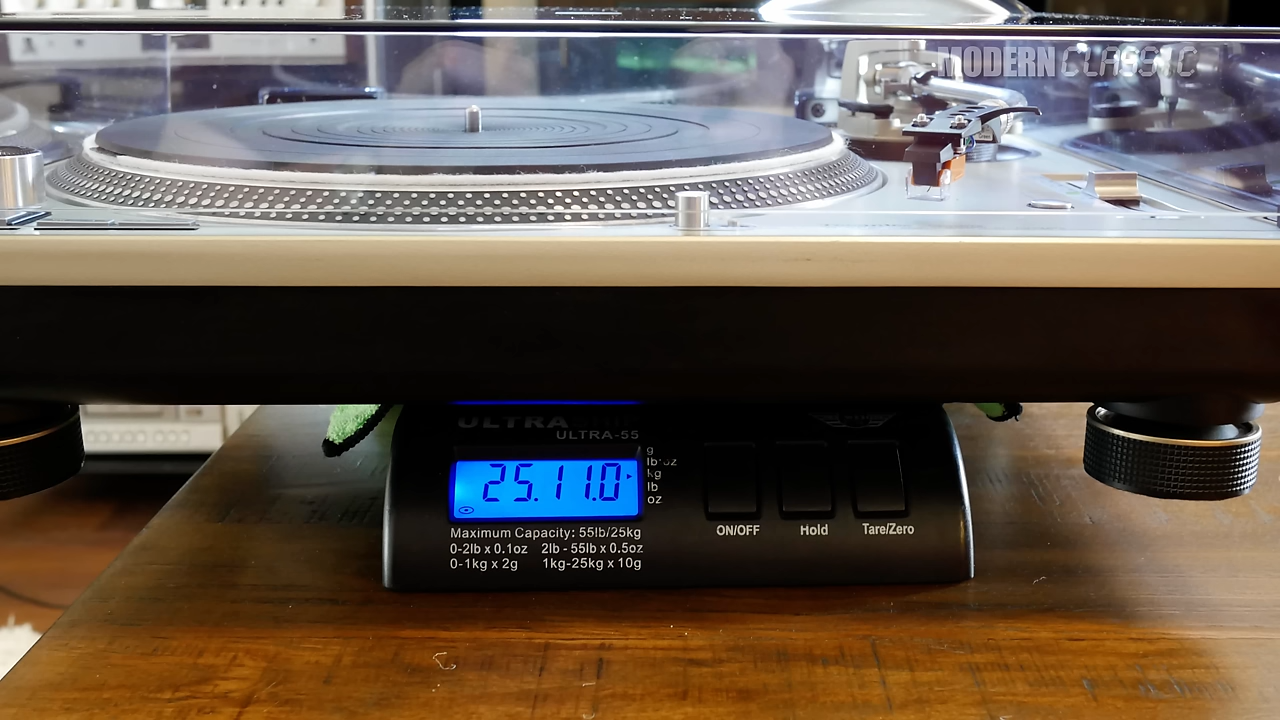 MODERN CLASSIC
ULTRA
ULTRA-55
g
lb·oz
kg
lb
oz
25.11.0
Maximum Capacity: 55lb/25kg
0-2lb x 0.1oz 2lb - 55lb x 0.5oz
0-1kg x 2g 1kg-25kg x 10g
ON/OFF Hold Tare/Zero